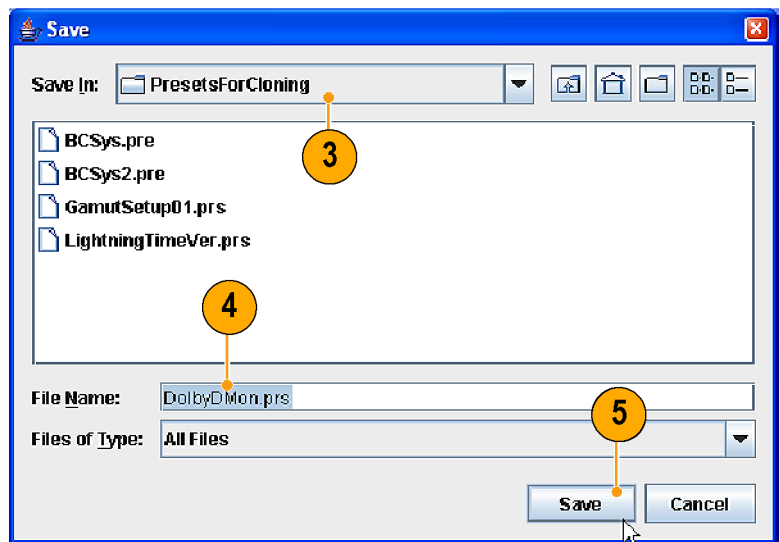 Save
Save In: PresetsForCloning
BCSys.pre
BCSys2.pre
GamutSetup01.prs
LightningTimeVer.prs
3
4
File Name: DolbyDMon.prs
Files of Type: All Files
5
Save Cancel